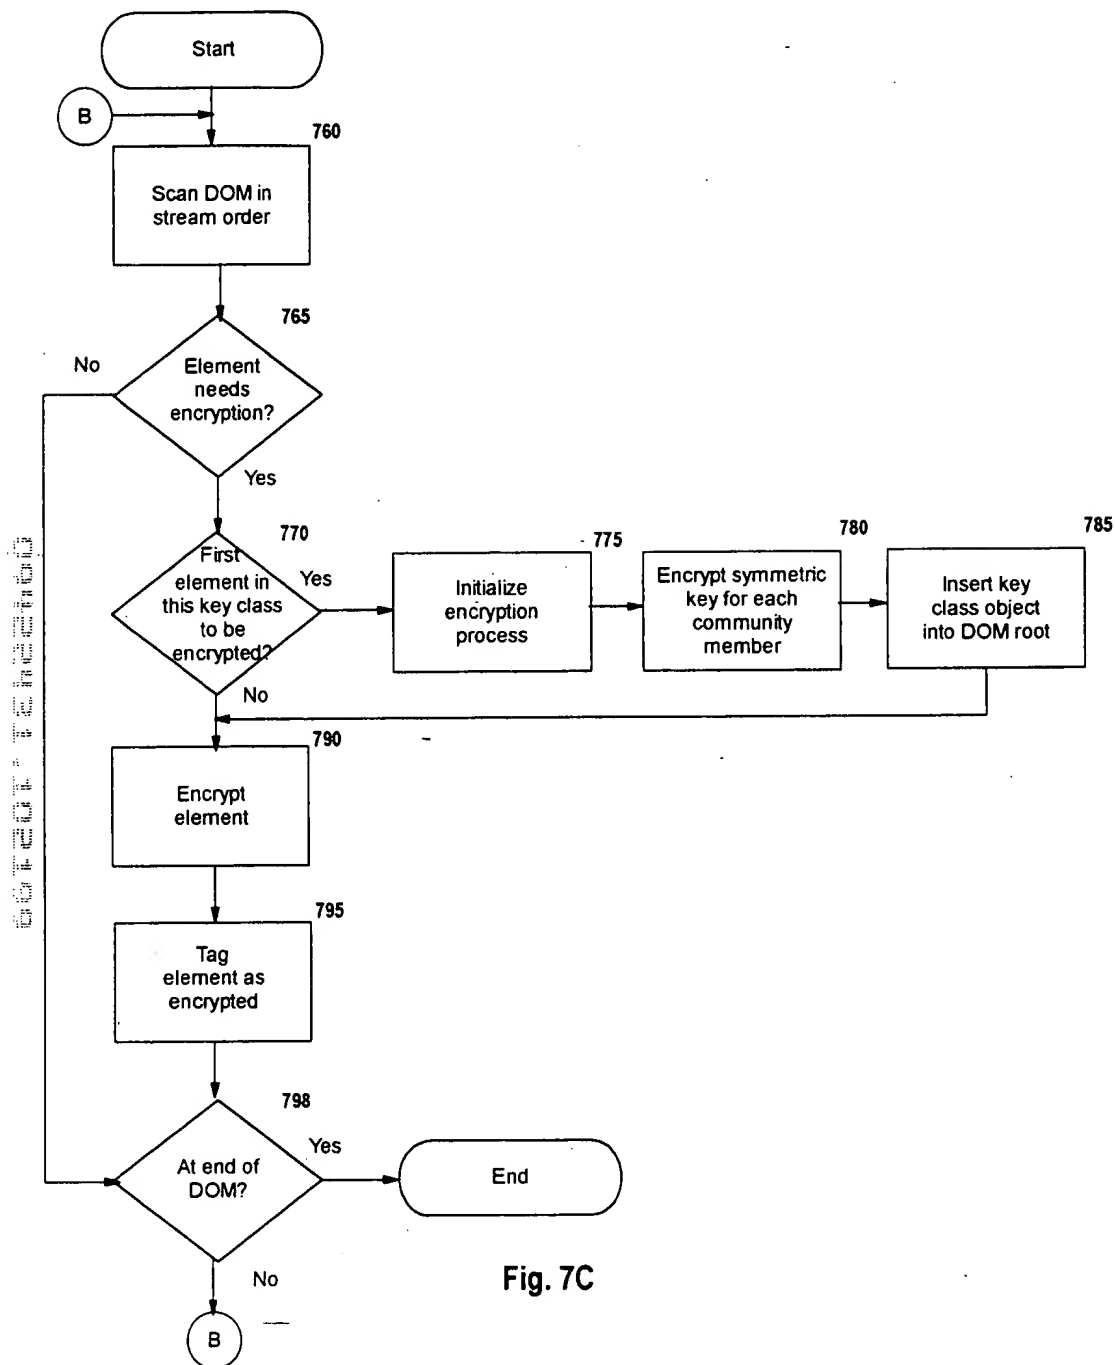 Start
B
760
Scan DOM in
stream order
765
No
Element
needs
encryption?
Yes
770
First
element in
this key class
to be
encrypted?
Yes
775
Initialize
encryption
process
780
Encrypt symmetric
key for each
community
member
785
Insert key
class object
into DOM root
No
790
Encrypt
element
795
Tag
element as
encrypted
798
At end of
DOM?
Yes
End
No
B
Fig. 7C